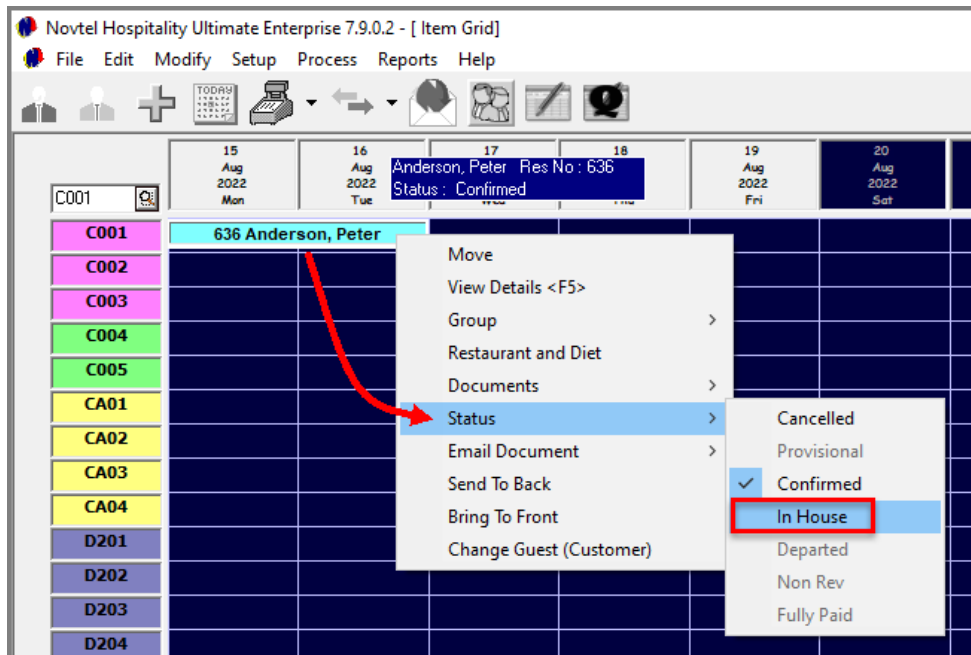 Novtel Hospitality Ultimate Enterprise 7.9.0.2 - [ Item Grid]
File Edit Modify Setup Process Reports Help
TODAY
15 Aug 2022 Mon
16 Aug 2022 Tue
17
18
19 Aug 2022 Fri
20 Aug 2022 Sat
Anderson, Peter Res No : 636
Status : Confirmed
C001
C001
636 Anderson, Peter
C002
C003
C004
C005
CA01
CA02
CA03
CA04
D201
D202
D203
D204
Move
View Details <F5>
Group
Restaurant and Diet
Documents
Status
Email Document
Send To Back
Bring To Front
Change Guest (Customer)
Cancelled
Provisional
Confirmed
In House
Departed
Non Rev
Fully Paid